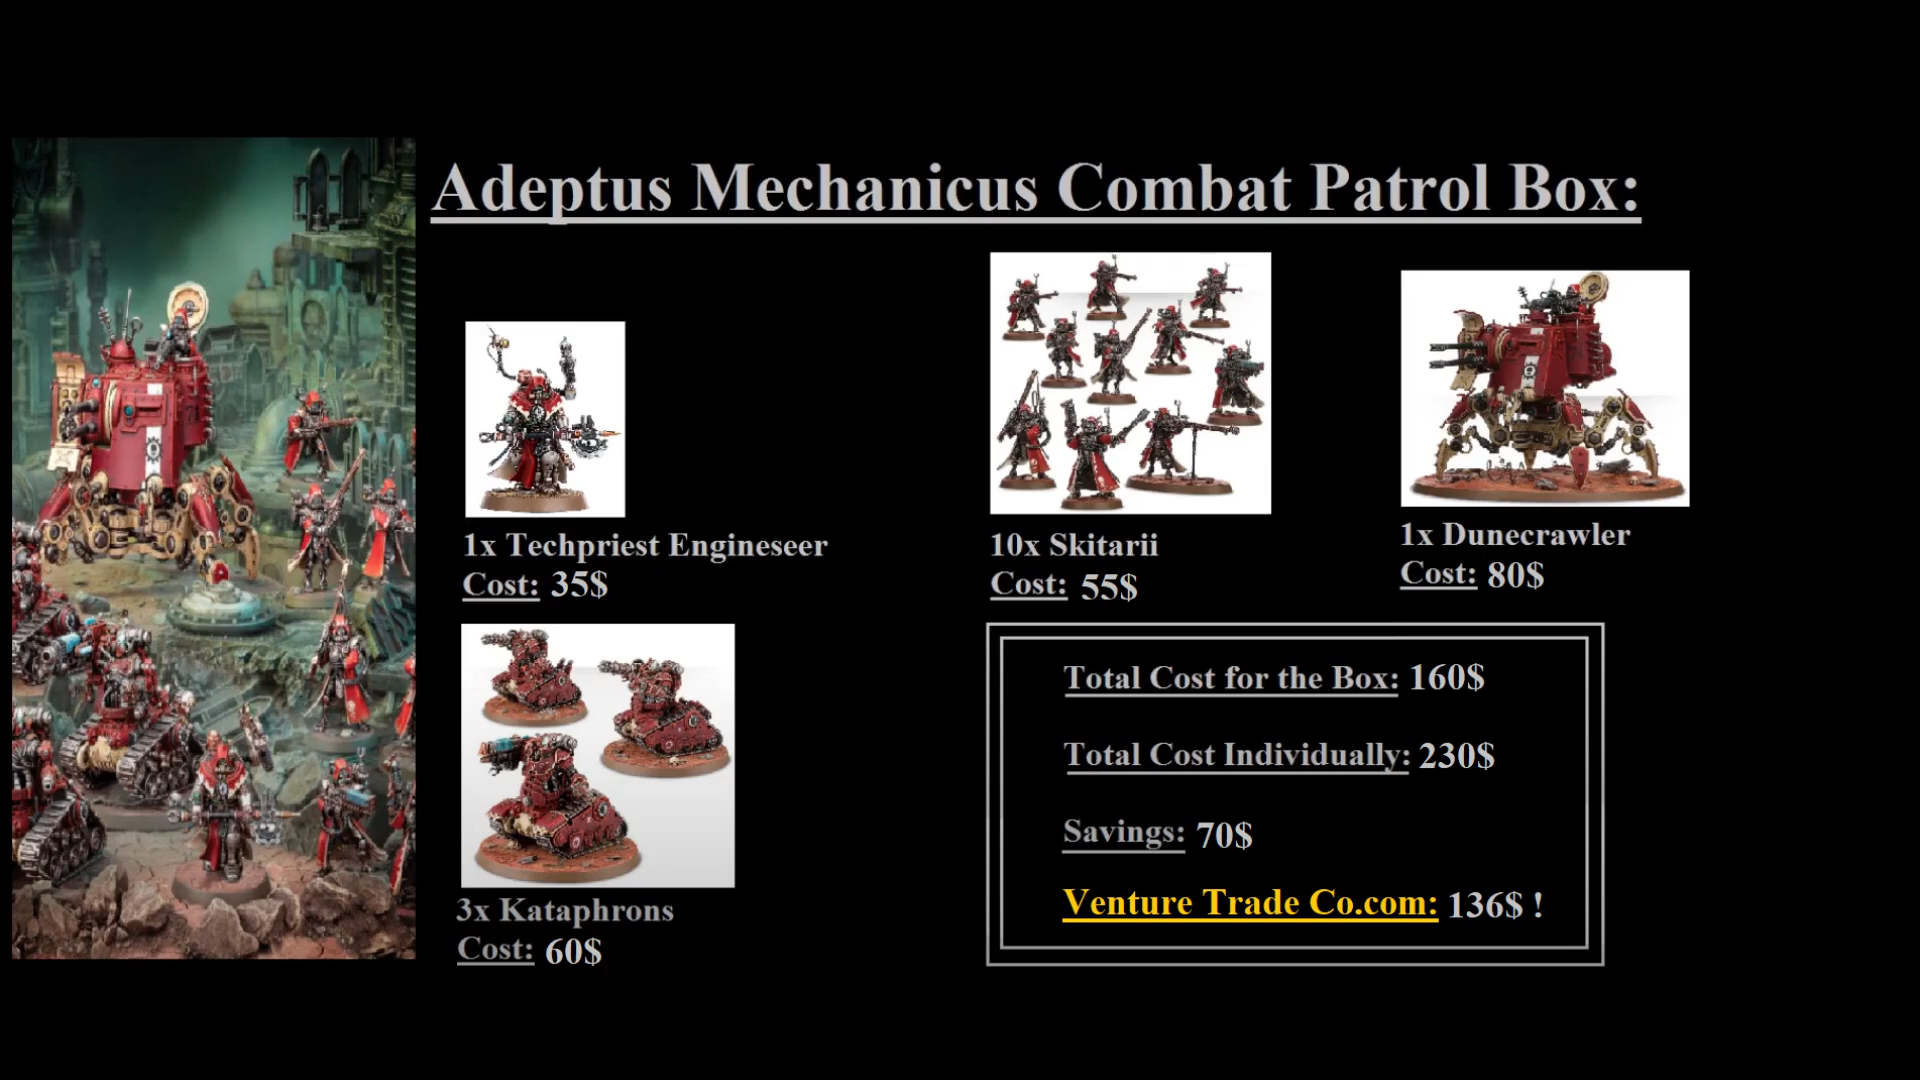 Adeptus Mechanicus Combat Patrol Box:
1x Techpriest Engineseer
Cost: 35$
10x Skitarii
Cost: 55$
1x Dunecrawler
Cost: 80$
3x Kataphrons
Cost: 60$
Total Cost for the Box: 160$
Total Cost Individually: 230$
Savings: 70$
Venture Trade Co.com: 136$ !